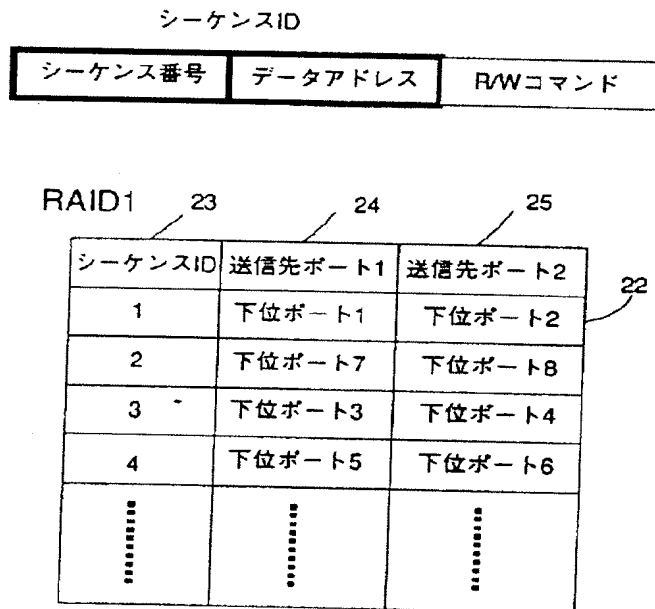 シーケンスID
シーケンス番号 データアドレス R/Wコマンド
RAID1 23 24 25
シーケンスID 送信先ポート1 送信先ポート2 22
1 下位ポート1 下位ポート2
2 下位ポート7 下位ポート8
3 下位ポート3 下位ポート4
4 下位ポート5 下位ポート6